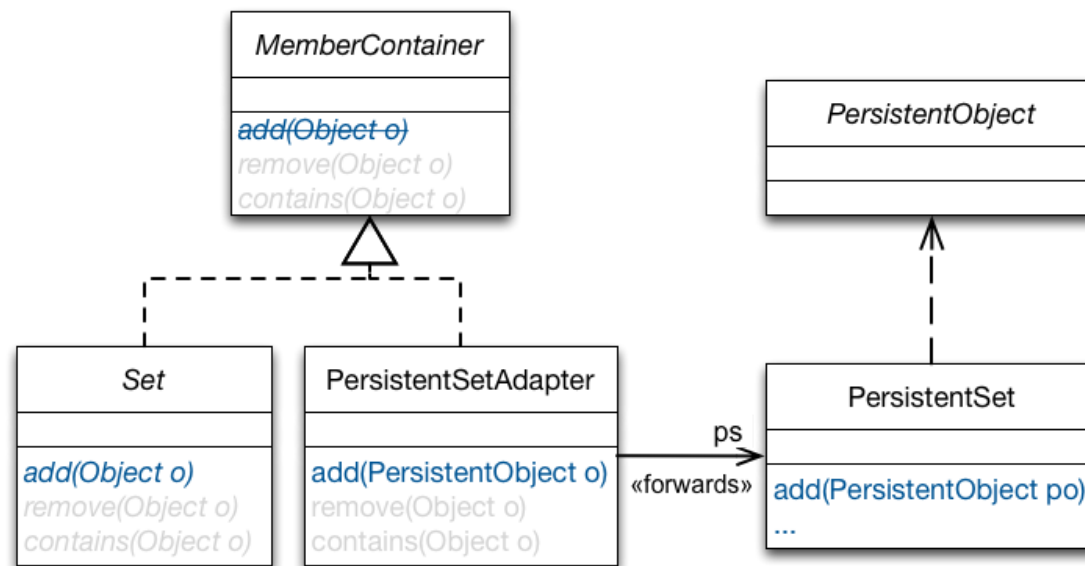 MemberContainer
add(Object o)
remove(Object o)
contains(Object o)
PersistentObject
Set
add(Object o)
remove(Object o)
contains(Object o)
PersistentSetAdapter
add(PersistentObject o)
remove(Object o)
contains(Object o)
ps
«forwards»
PersistentSet
add(PersistentObject po)
...